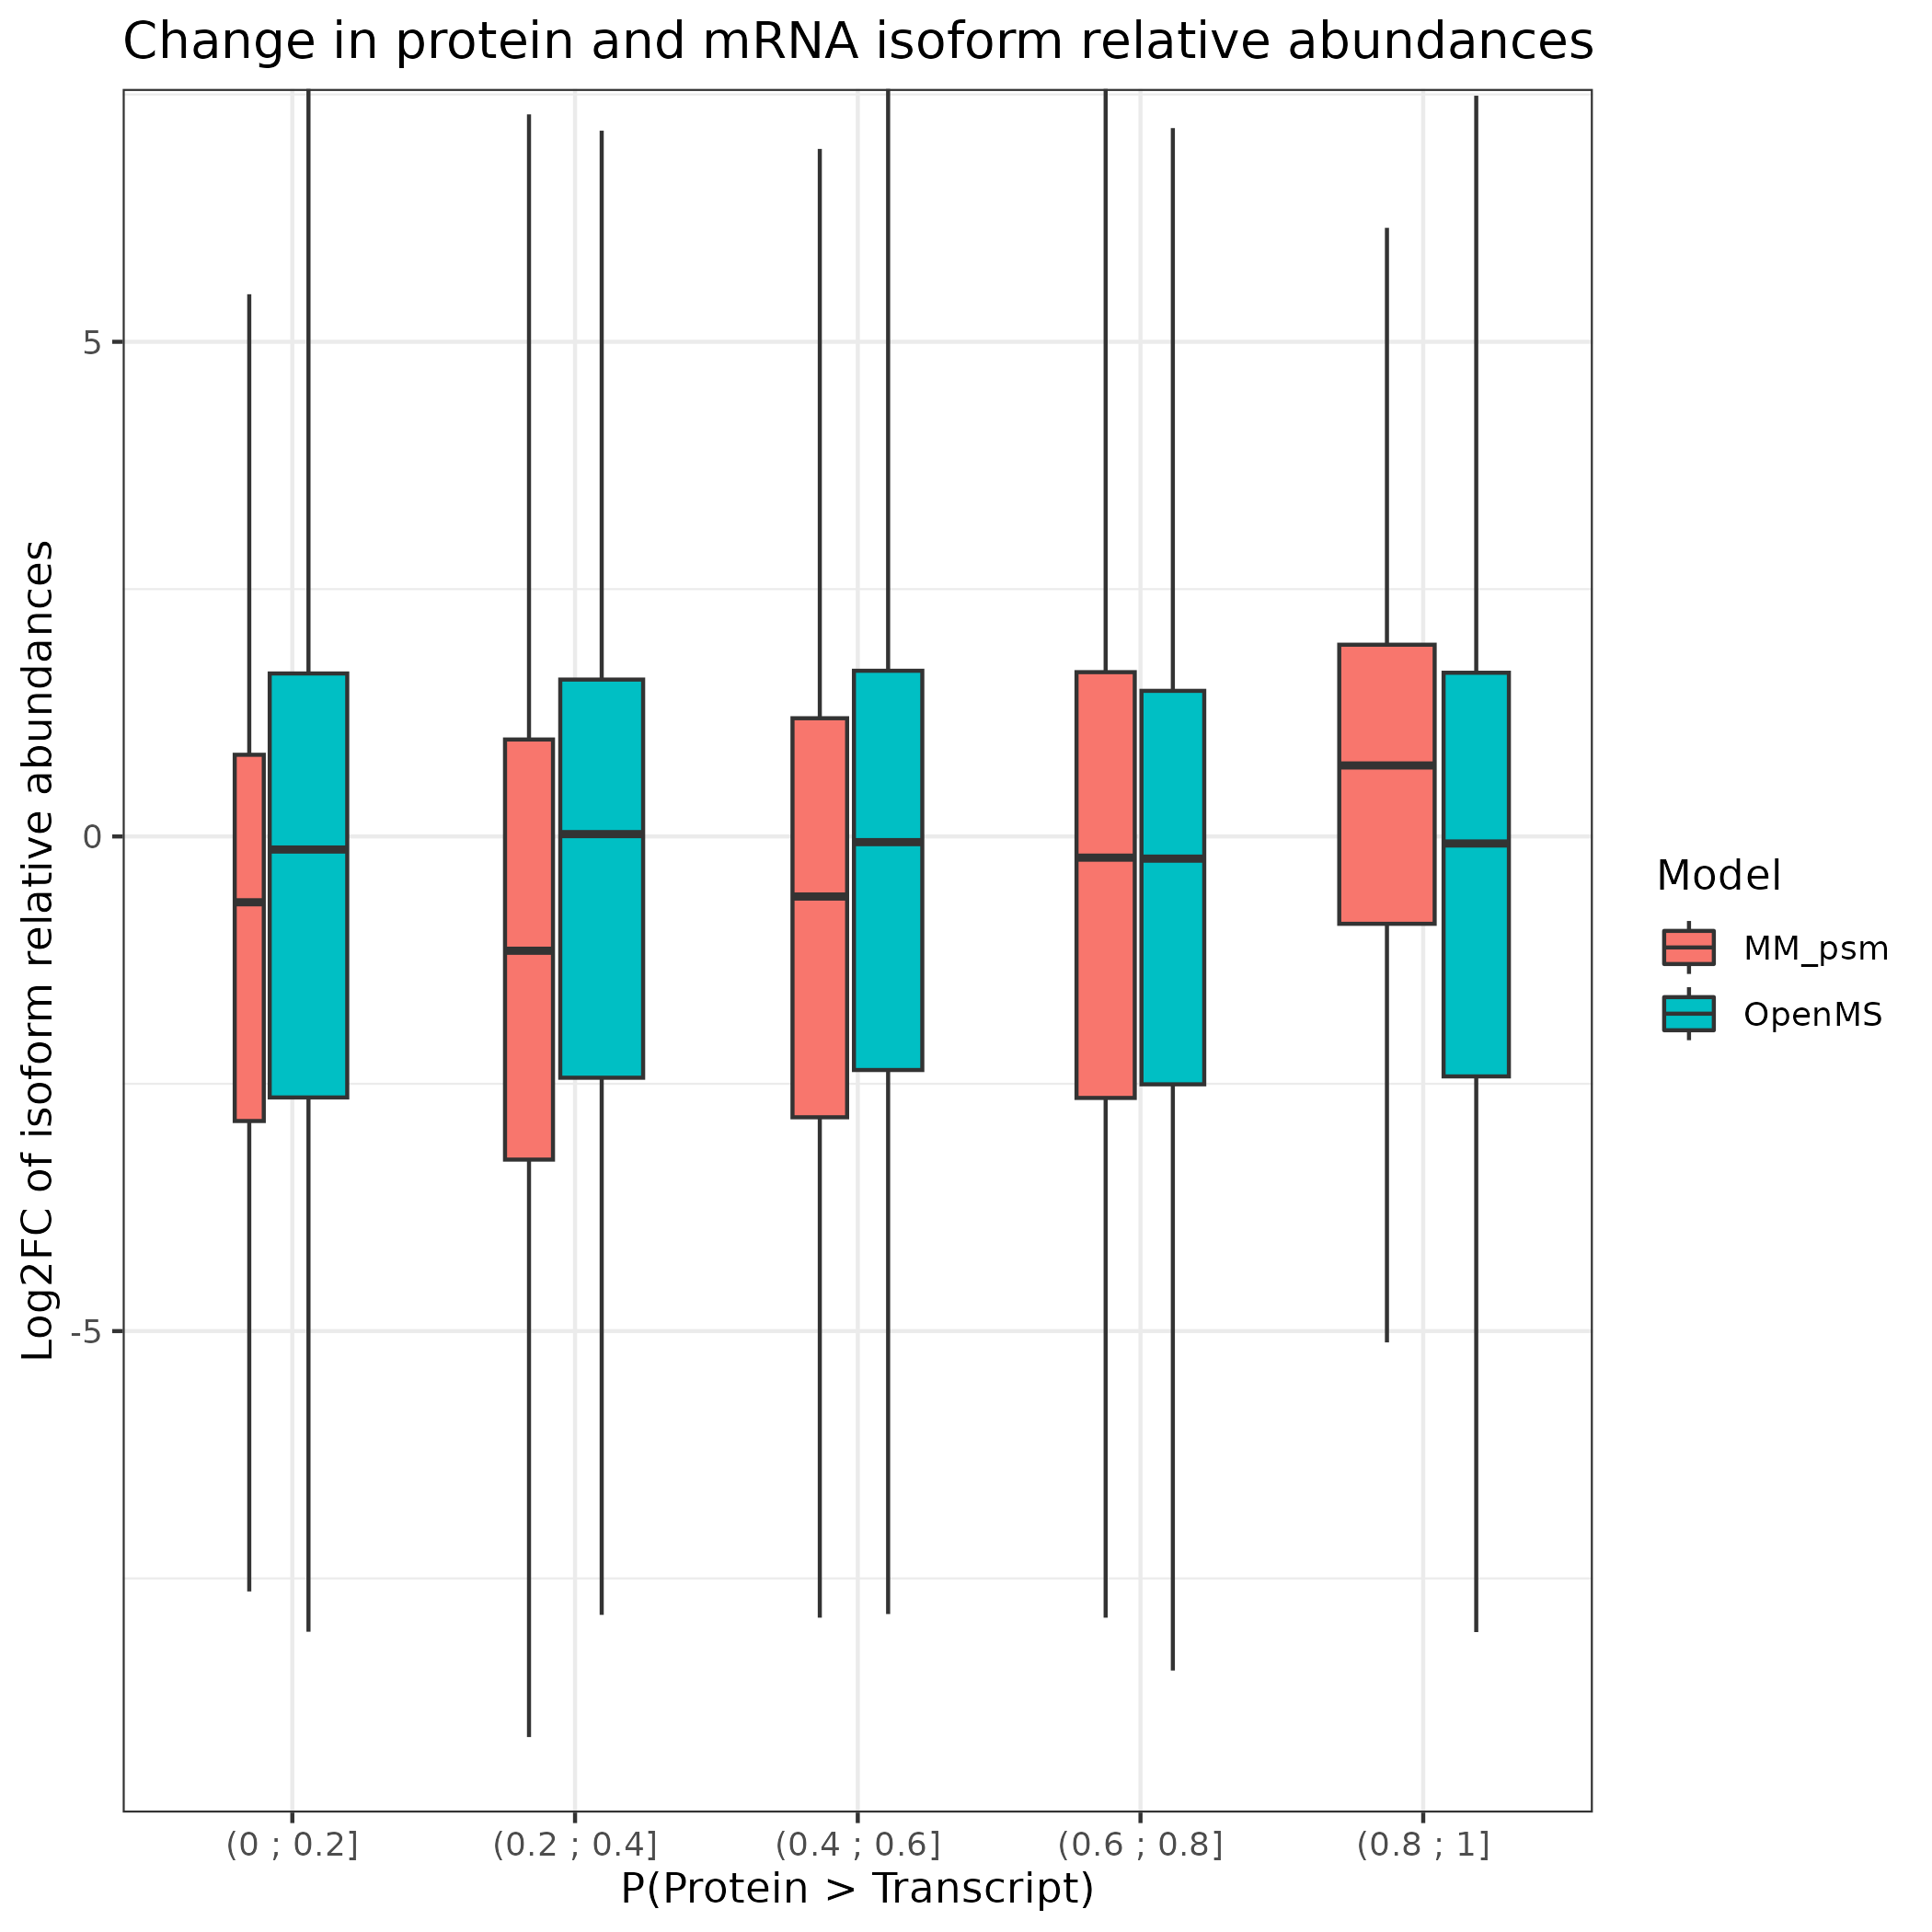 Change in protein and mRNA isoform relative abundances
Log2FC of isoform relative abundances
5
0
-5
(0 ; 0.2]
(0.2 ; 0.4]
(0.4 ; 0.6]
(0.6 ; 0.8]
(0.8 ; 1]
P(Protein > Transcript)
Model
MM_psm
OpenMS